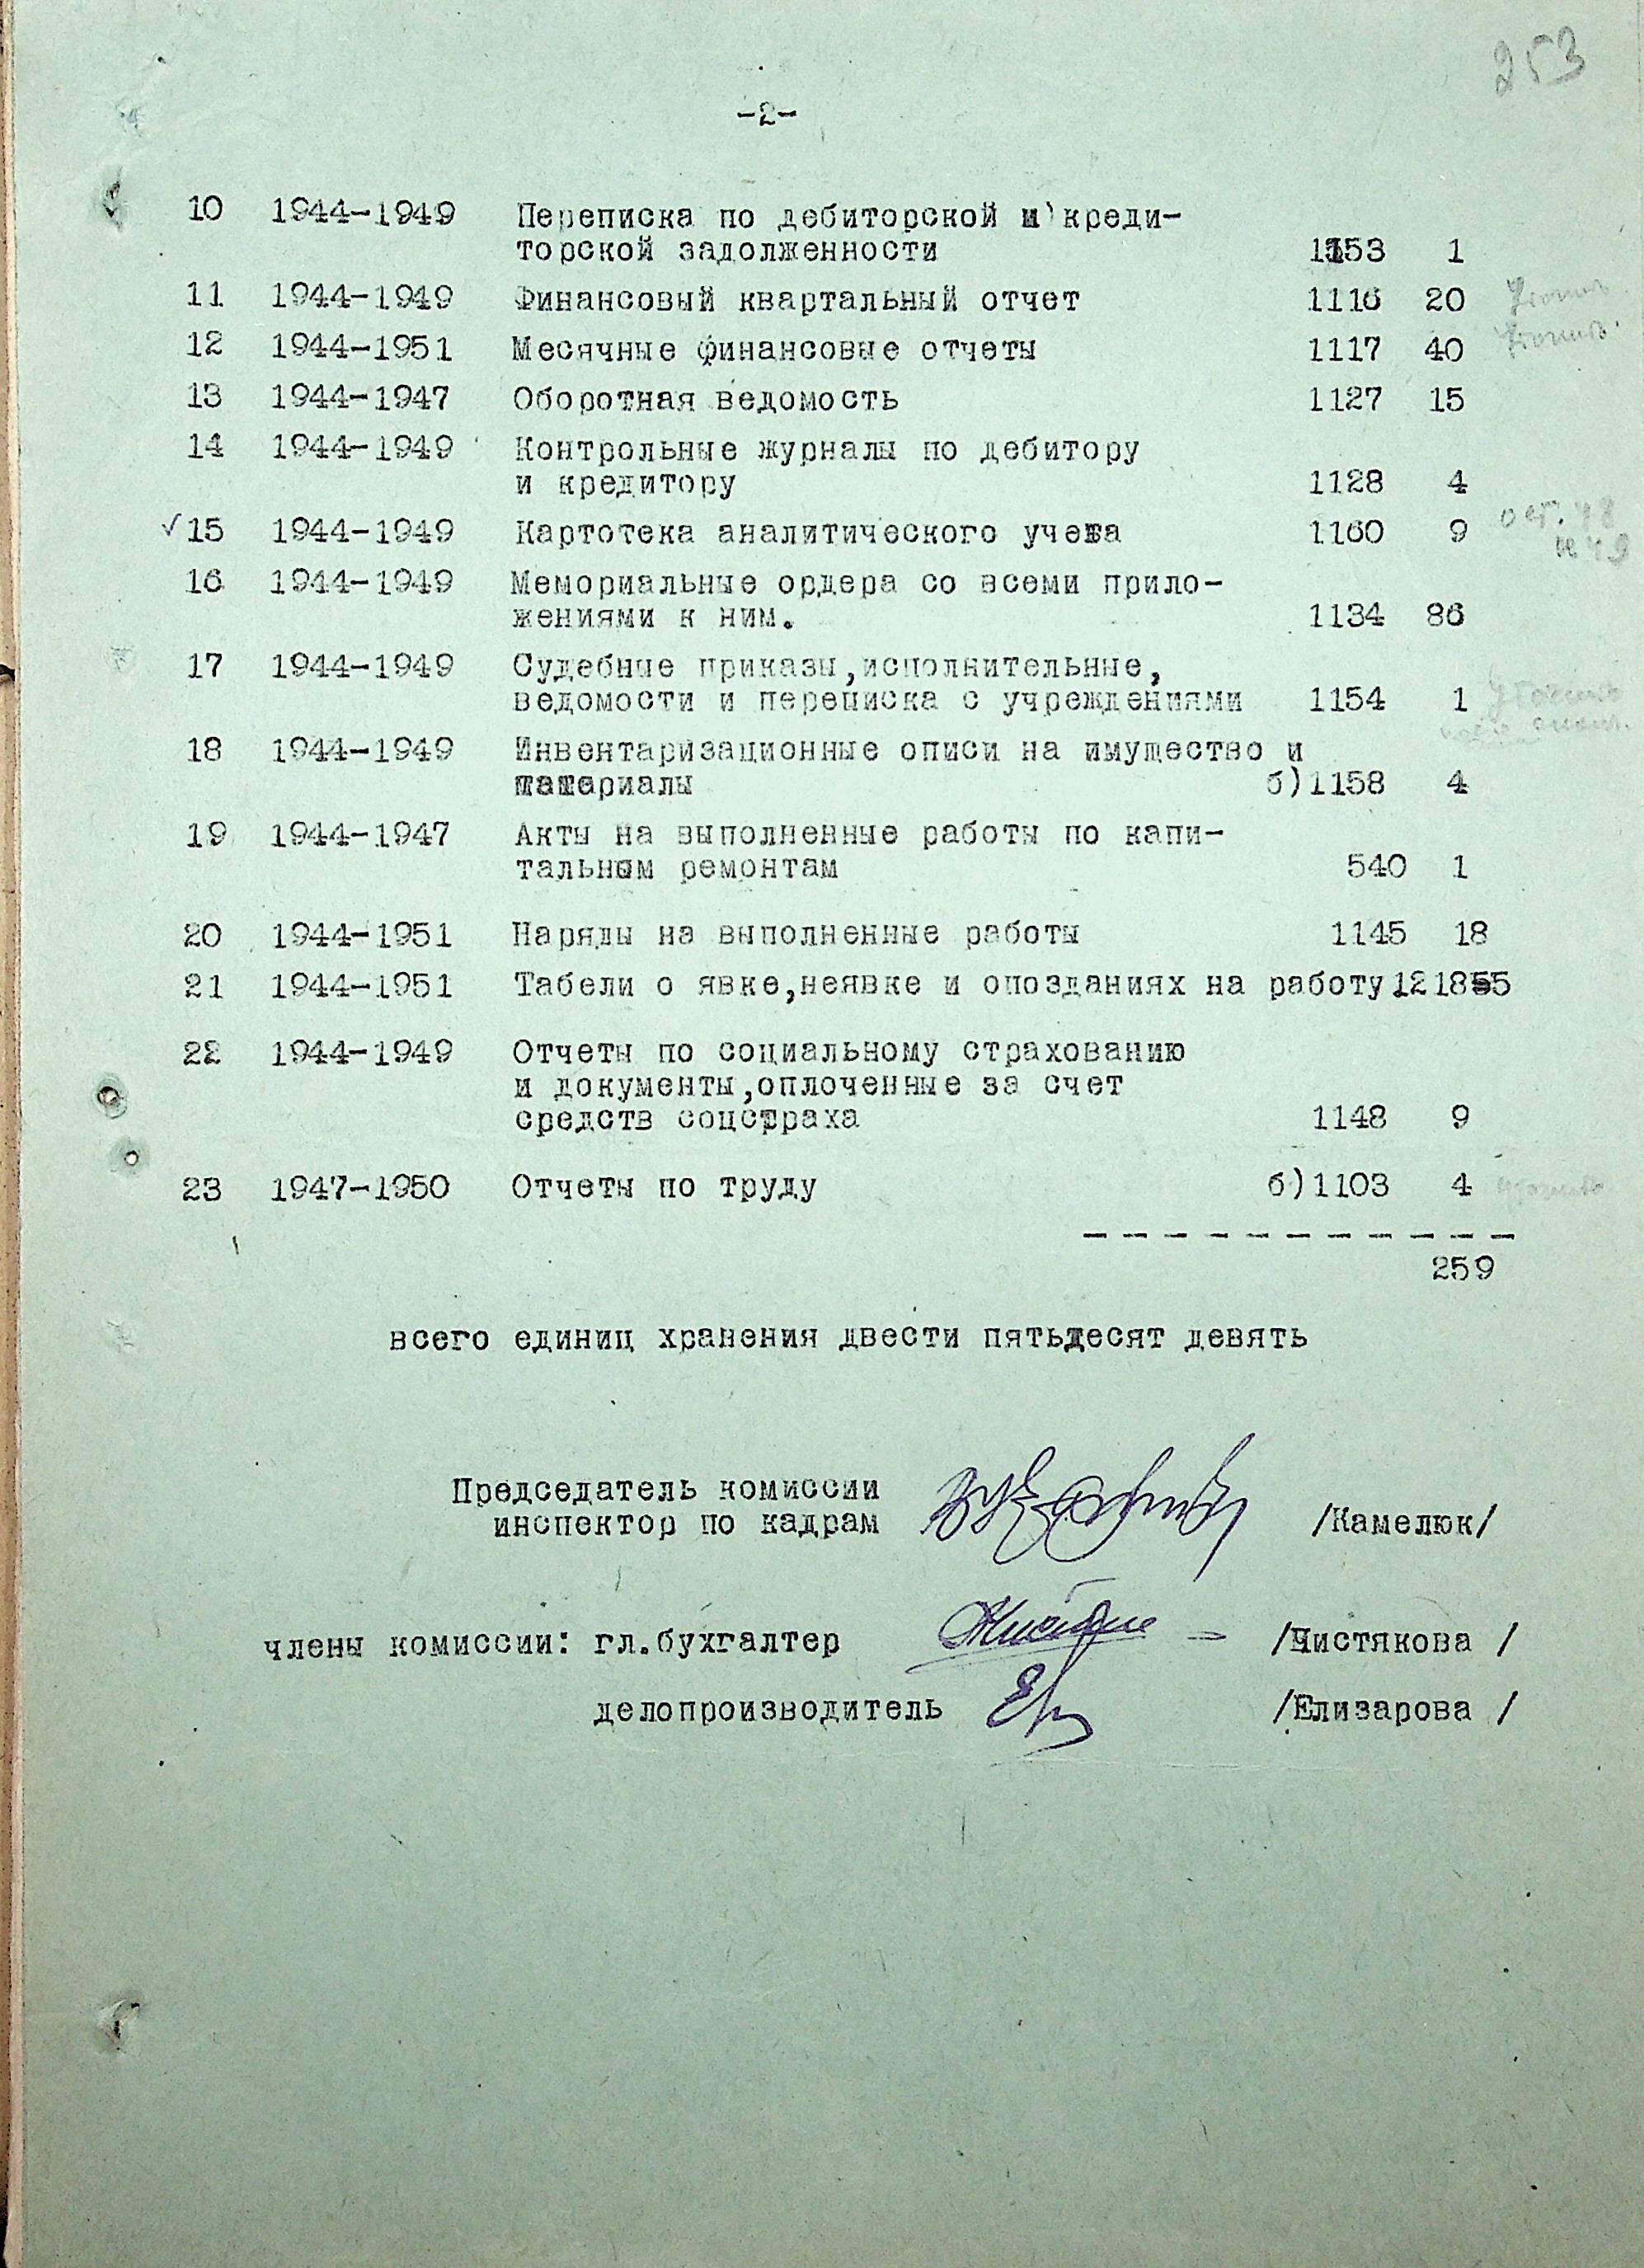 253
-2-
10 1944-1949 Переписка по дебиторской и креди-
торской задолженности 1153 1
11 1944-1949 Финансовый квартальный отчет 1116 20
12 1944-1951 Месячные финансовые отчеты 1117 40
13 1944-1947 Оборотная ведомость 1127 15
14 1944-1949 Контрольные журналы по дебитору
и кредитору 1128 4
✓15 1944-1949 Картотека аналитического учета 1160 9
ост. 48
и 49
16 1944-1949 Мемориальные ордера со всеми прило-
жениями к ним. 1134 86
17 1944-1949 Судебные приказы,исполнительные,
ведомости и переписка с учреждениями 1154 1
18 1944-1949 Инвентаризационные описи на имущество и
материалы б)1158 4
19 1944-1947 Акты на выполненные работы по капи-
тальным ремонтам 540 1
20 1944-1951 Наряды на выполненные работы 1145 18
21 1944-1951 Табели о явке,неявке и опозданиях на работу 1218 5
22 1944-1949 Отчеты по социальному страхованию
и документы,оплоченные за счет
средств соцстраха 1148 9
23 1947-1950 Отчеты по труду б)1103 4
- - - - - - - - - - -
259
всего единиц хранения двести пятьдесят девять
Председатель комиссии
инспектор по кадрам /Камелюк/
члены комиссии: гл.бухгалтер /Чистякова /
делопроизводитель /Елизарова /